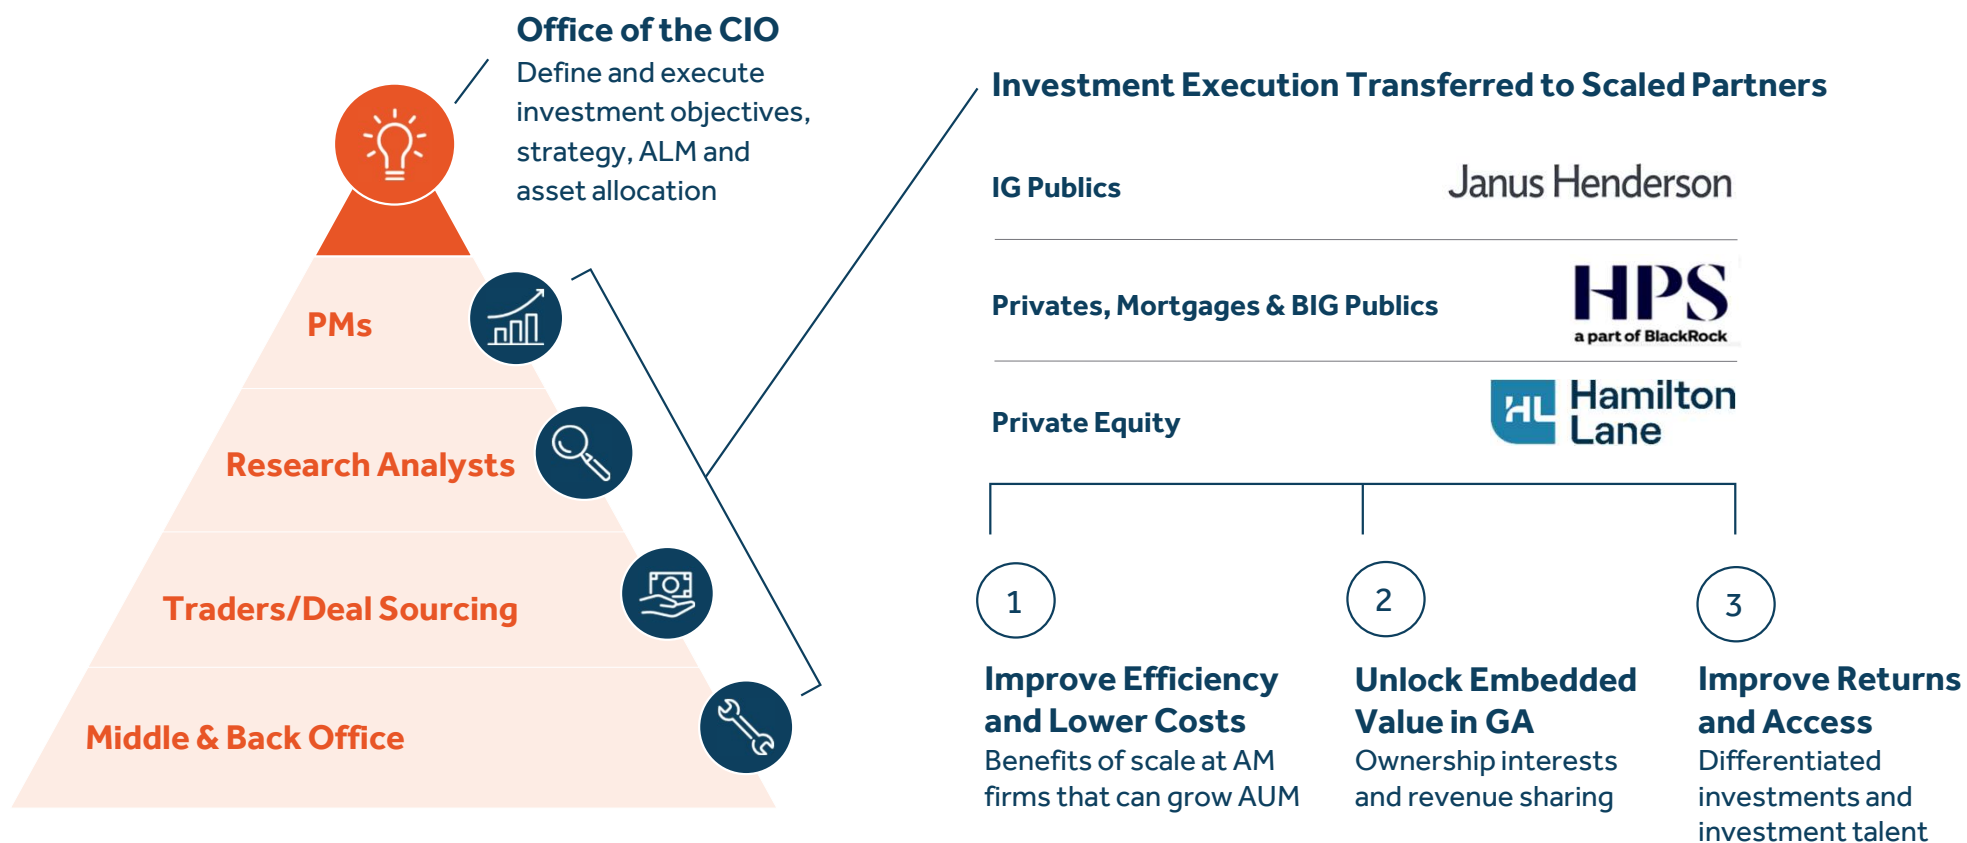 Office of the CIO
Define and execute
investment objectives,
strategy, ALM and
asset allocation
PMs
Research Analysts
Traders/Deal Sourcing
Middle & Back Office
Investment Execution Transferred to Scaled Partners
IG Publics
Janus Henderson
Privates, Mortgages & BIG Publics
HPS
a part of BlackRock
Private Equity
HL
Hamilton
Lane
1
Improve Efficiency
and Lower Costs
Benefits of scale at AM
firms that can grow AUM
2
Unlock Embedded
Value in GA
Ownership interests
and revenue sharing
3
Improve Returns
and Access
Differentiated
investments and
investment talent